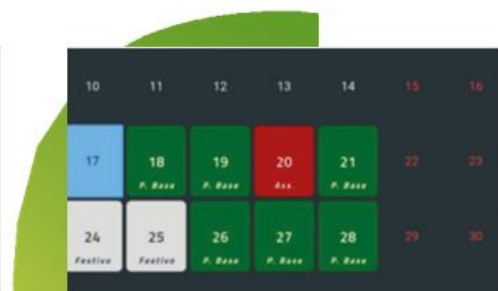 10 11 12 13 14 15 16
17 18 19 20 21 22 23
P. Base P. Base Ass. P. Base
24 25 26 27 28 29 30
Festivo Festivo P. Base P. Base P. Base